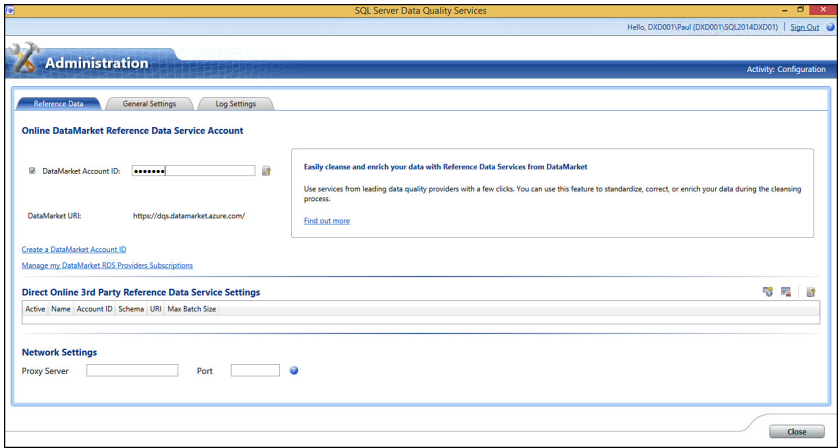 SQL Server Data Quality Services
Hello, DXD001\Paul (DXD001\SQL2014DXD01) | Sign Out
Administration
Activity: Configuration
Reference Data General Settings Log Settings
Online DataMarket Reference Data Service Account
DataMarket Account ID: •••••••
DataMarket URI: https://dqs.datamarket.azure.com/
Easily cleanse and enrich your data with Reference Data Services from DataMarket
Use services from leading data quality providers with a few clicks. You can use this feature to standardize, correct, or enrich your data during the cleansing
process.
Find out more
Create a DataMarket Account ID
Manage my DataMarket RDS Providers Subscriptions
Direct Online 3rd Party Reference Data Service Settings
Active Name Account ID Schema URI Max Batch Size
Network Settings
Proxy Server Port
Close